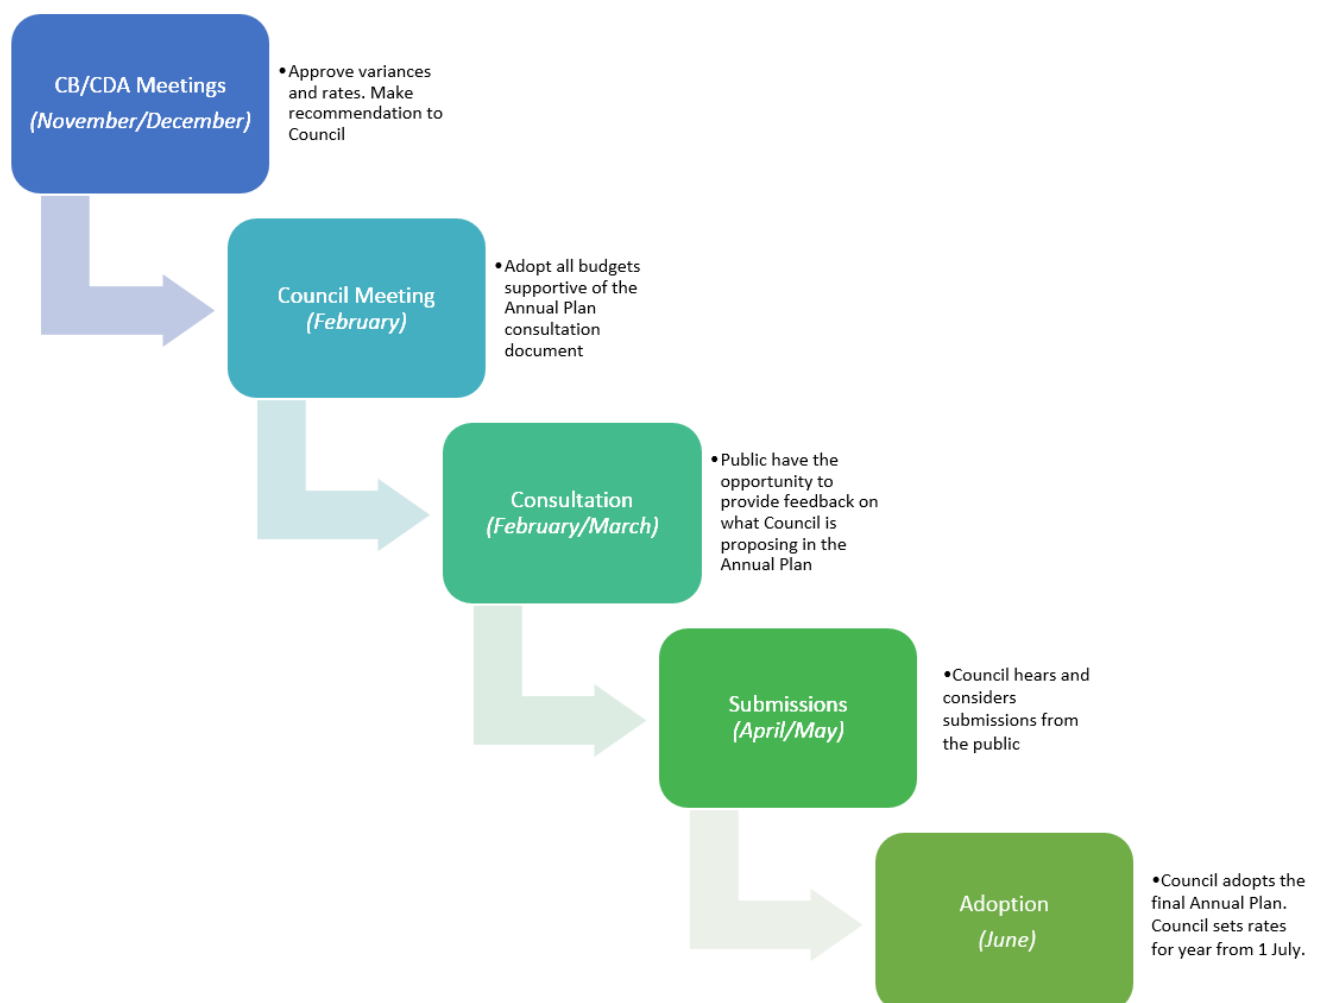 CB/CDA Meetings
(November/December)
•Approve variances
and rates. Make
recommendation to
Council
Council Meeting
(February)
•Adopt all budgets
supportive of the
Annual Plan
consultation
document
Consultation
(February/March)
•Public have the
opportunity to
provide feedback on
what Council is
proposing in the
Annual Plan
Submissions
(April/May)
•Council hears and
considers
submissions from
the public
Adoption
(June)
•Council adopts the
final Annual Plan.
Council sets rates
for year from 1 July.